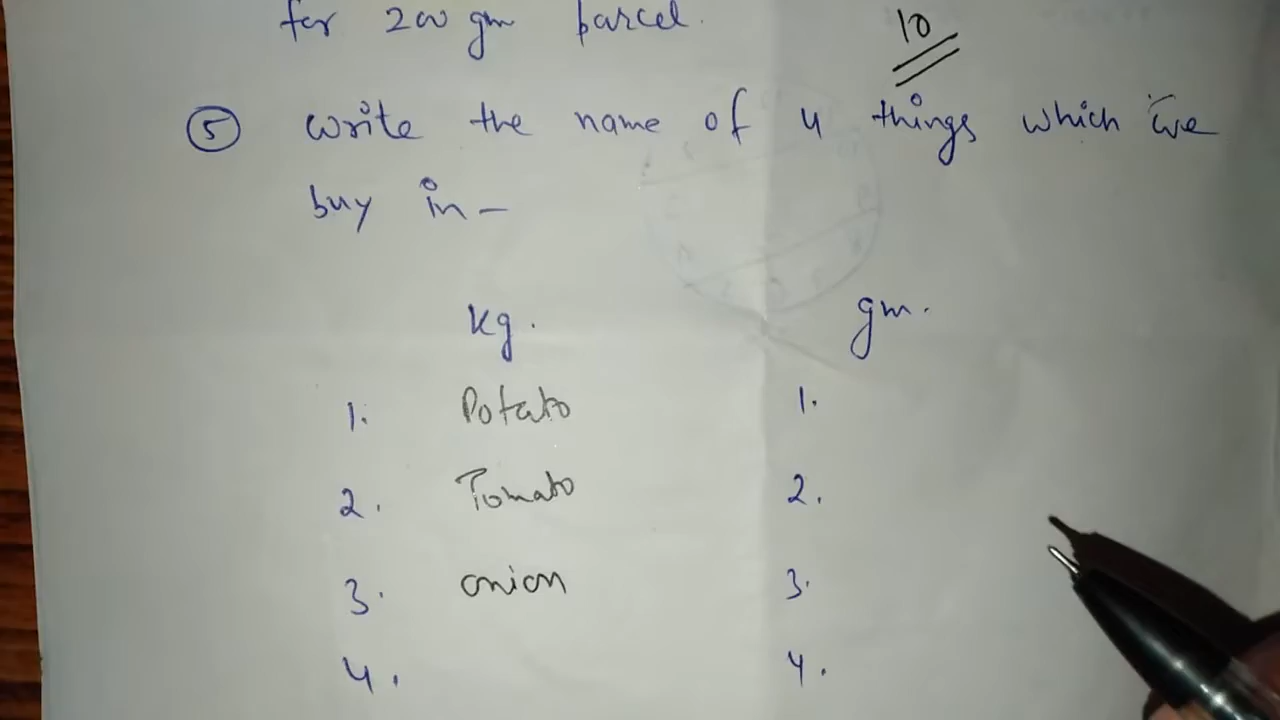 for 200 gm parcel.
10
5 write the name of 4 things which we
buy in -
kg. gm.
1. Potato 1.
2. Tomato 2.
3. onion 3.
4. 4.